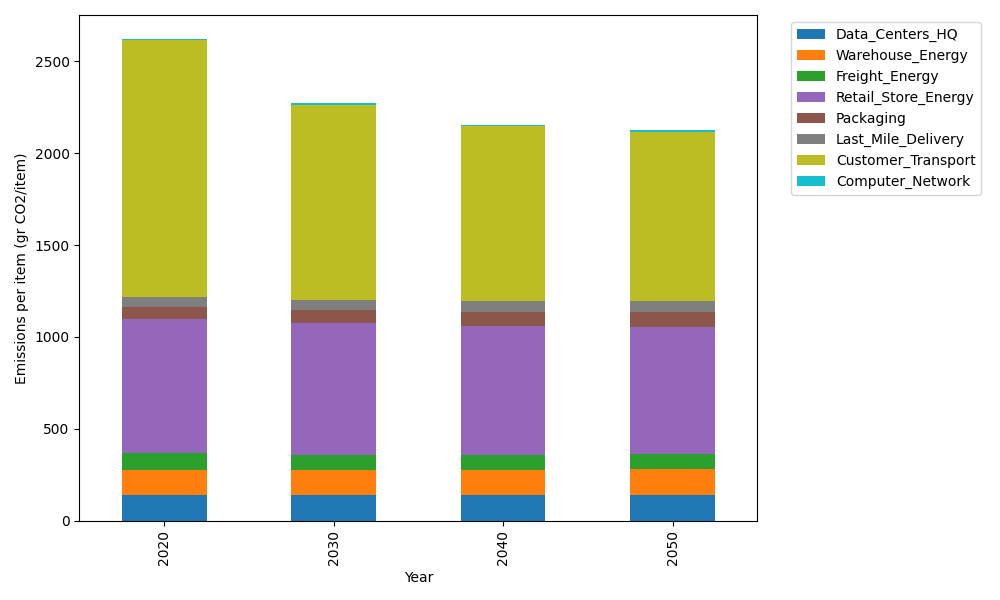 2500
2000
1500
1000
500
0
Emissions per item (gr CO2/item)
2020
2030
2040
2050
Year
Data_Centers_HQ
Warehouse_Energy
Freight_Energy
Retail_Store_Energy
Packaging
Last_Mile_Delivery
Customer_Transport
Computer_Network